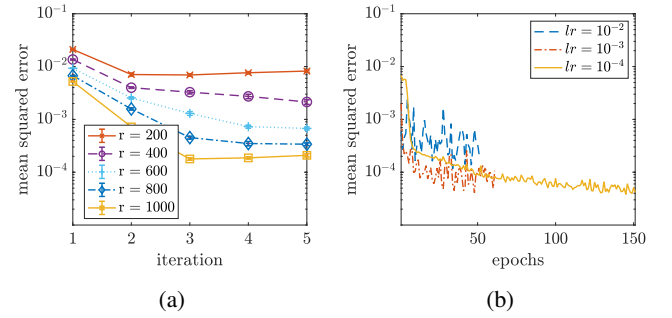 10^{-1}
10^{-2}
10^{-3}
10^{-4}
mean squared error
r = 200
r = 400
r = 600
r = 800
r = 1000
1 2 3 4 5
iteration
(a)
10^{-1}
10^{-2}
10^{-3}
10^{-4}
mean squared error
lr = 10^{-2}
lr = 10^{-3}
lr = 10^{-4}
50 100 150
epochs
(b)